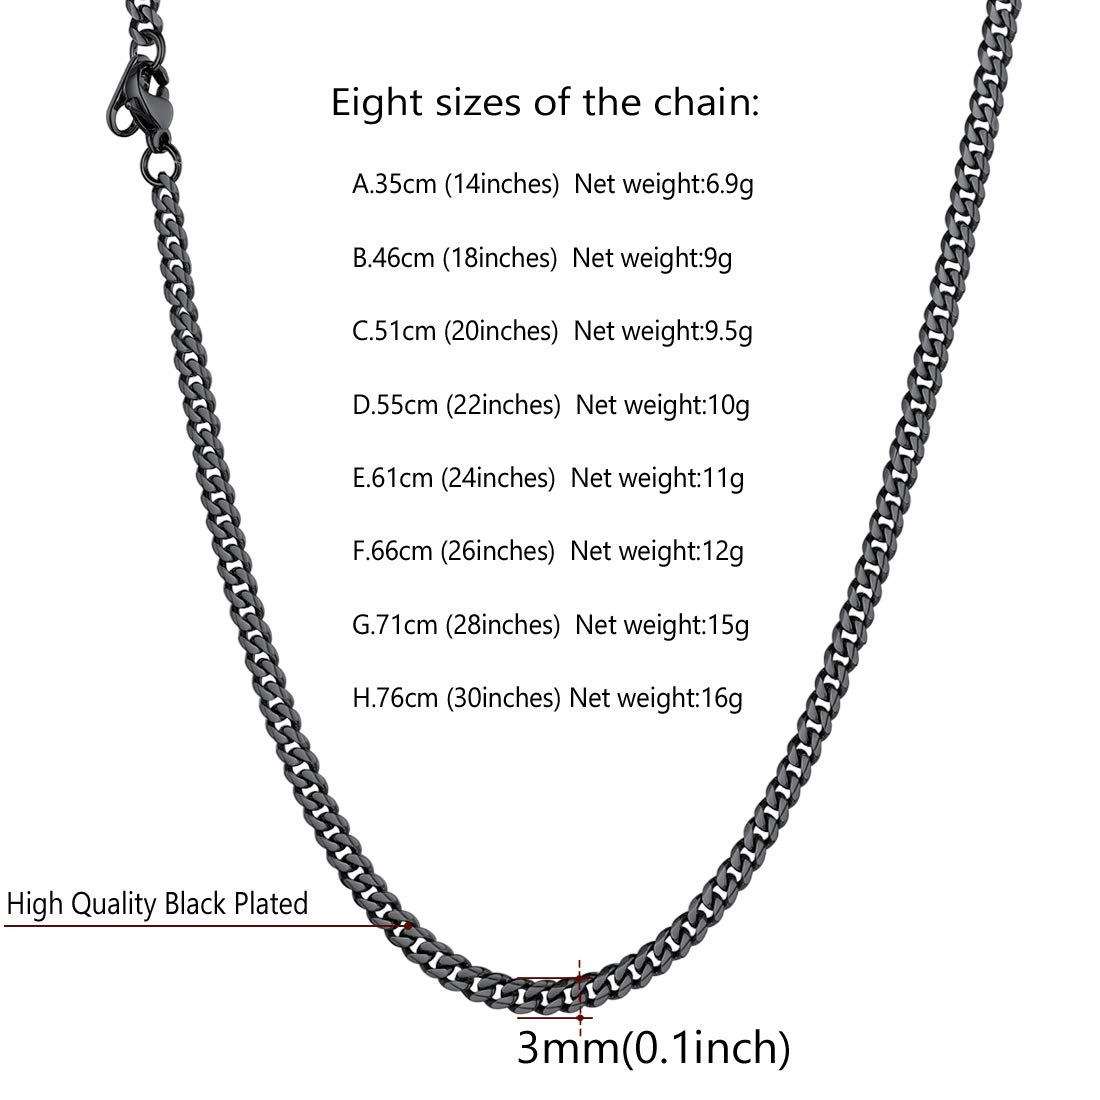 Eight sizes of the chain:
A.35cm (14inches) Net weight:6.9g
B.46cm (18inches) Net weight:9g
C.51cm (20inches) Net weight:9.5g
D.55cm (22inches) Net weight:10g
E.61cm (24inches) Net weight:11g
F.66cm (26inches) Net weight:12g
G.71cm (28inches) Net weight:15g
H.76cm (30inches) Net weight:16g
High Quality Black Plated
3mm(0.1inch)